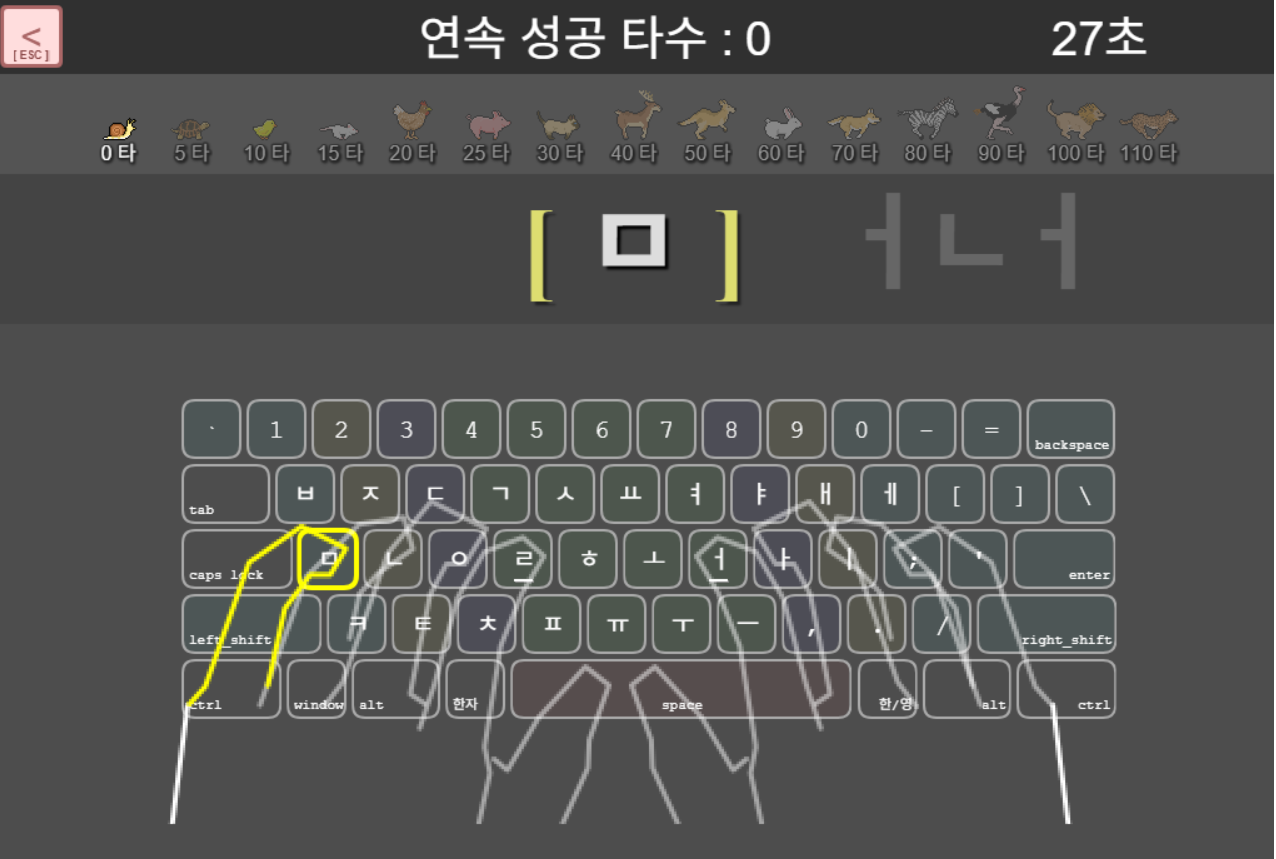 < 연속 성공 타수 : 0 27초
[ESC]
0 타 5 타 10 타 15 타 20 타 25 타 30 타 40 타 50 타 60 타 70 타 80 타 90 타 100 타 110 타
[ ㅁ ] ㅓ ㄴ ㅓ
` 1 2 3 4 5 6 7 8 9 0 - = backspace
tab ㅂ ㅈ ㄷ ㄱ ㅅ ㅛ ㅕ ㅑ ㅐ ㅔ [ ] \
caps lock ㅁ ㄴ ㅇ ㄹ ㅎ ㅗ ㅓ ㅏ ㅣ ; ' enter
left_shift ㅋ ㅌ ㅊ ㅍ ㅠ ㅜ ㅡ , . / right_shift
ctrl window alt 한자 space 한/영 alt ctrl